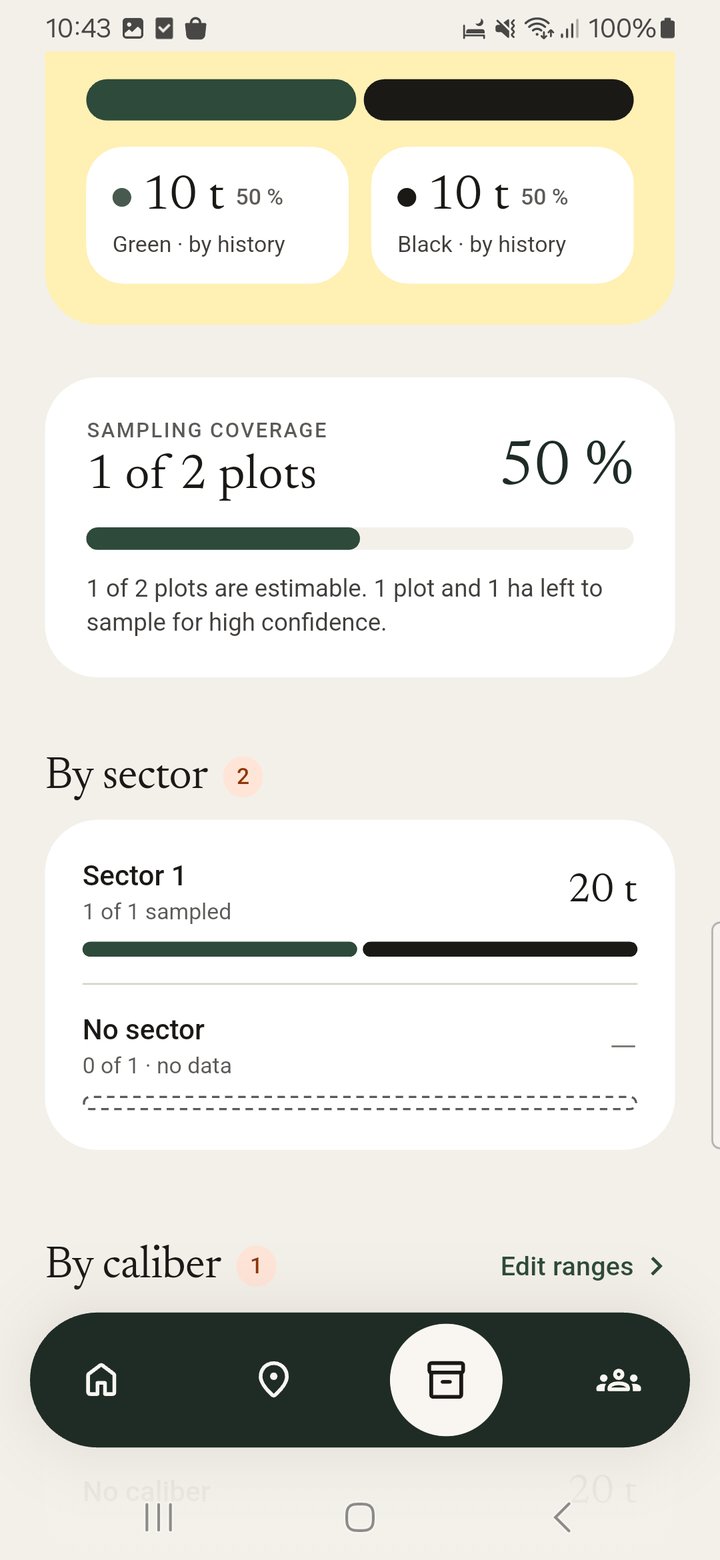 10:43
100%
10 t 50 %
Green · by history
10 t 50 %
Black · by history
SAMPLING COVERAGE
1 of 2 plots
50 %
1 of 2 plots are estimable. 1 plot and 1 ha left to
sample for high confidence.
By sector 2
Sector 1
20 t
1 of 1 sampled
No sector
—
0 of 1 · no data
By caliber 1
Edit ranges
No caliber
20 t